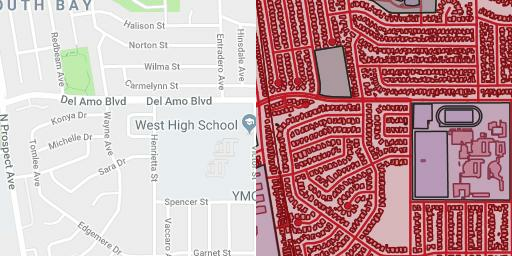 OUTH BAY
Halison St
Redbeam Ave
Norton St
Entradero Ave
Hinsdale Ave
Wilma St
Carmelynn St
Del Amo Blvd
Del Amo Blvd
Konya Dr
Wayne Ave
West High School
N Prospect Ave
Michelle Dr
Henrietta St
Tomlee Ave
Sara Dr
YMC
Spencer St
Edgemere Dr
Vaccaro A
Garnet St